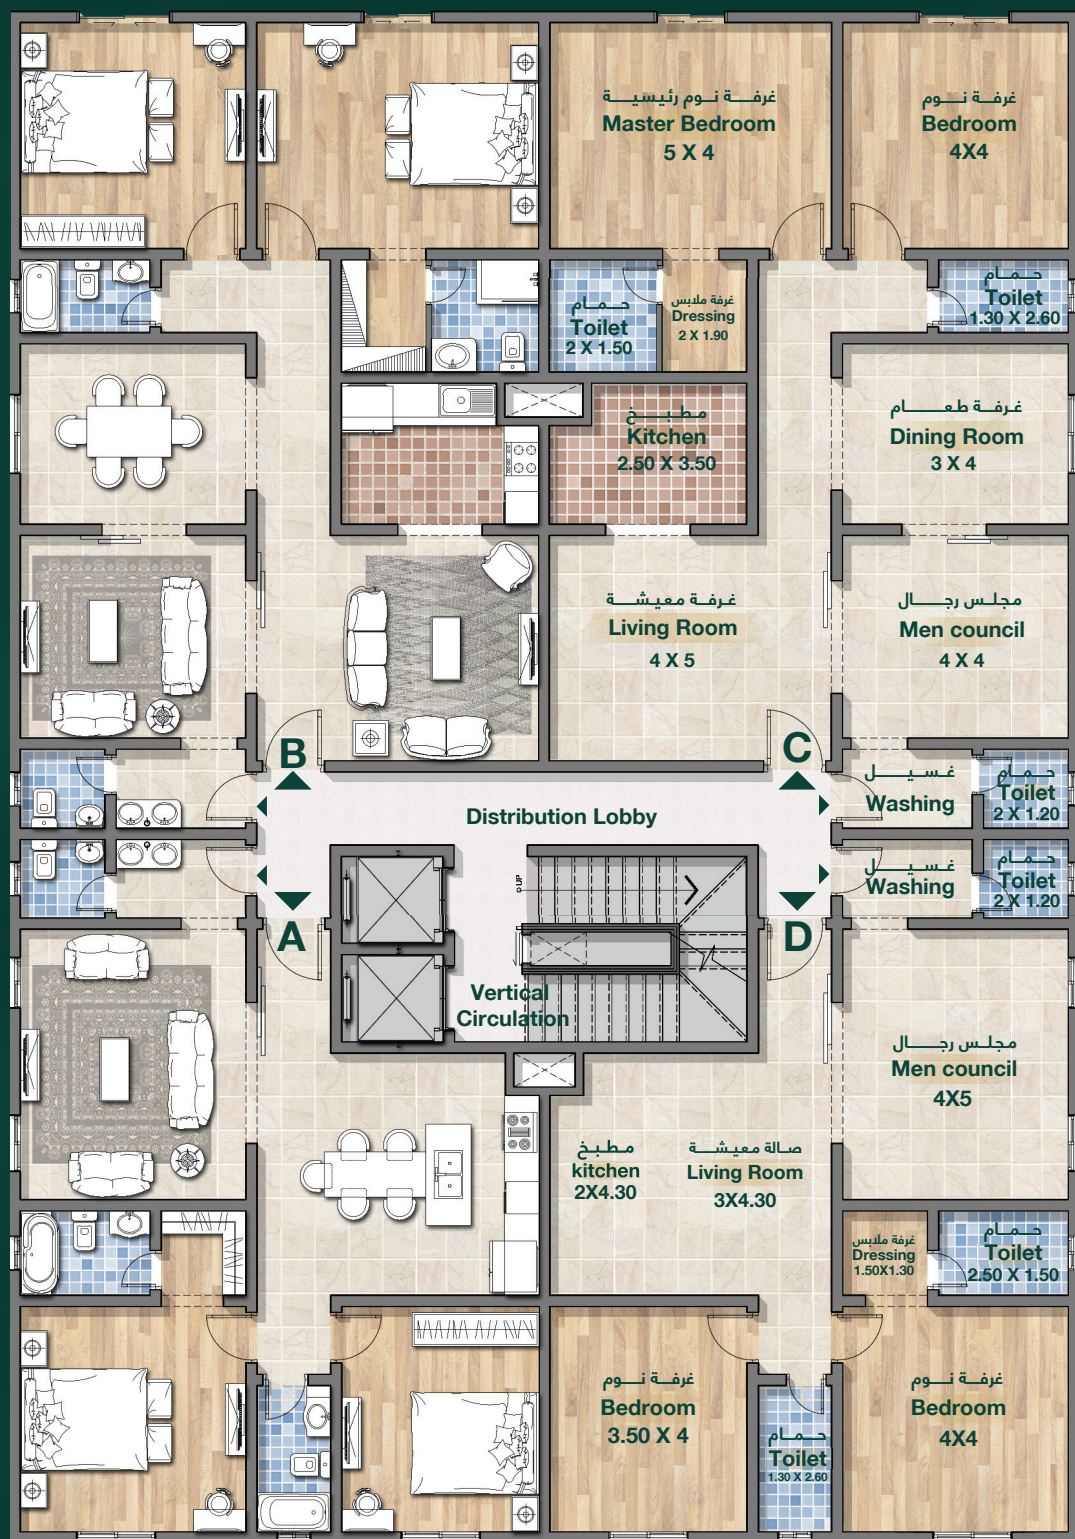 غرفة نوم رئيسية
Master Bedroom
5 X 4
غرفة نوم
Bedroom
4X4
حمام
Toilet
2 X 1.50
غرفة ملابس
Dressing
2 X 1.90
حمام
Toilet
1.30 X 2.60
مطبخ
Kitchen
2.50 X 3.50
غرفة طعام
Dining Room
3 X 4
غرفة معيشة
Living Room
4 X 5
مجلس رجال
Men council
4 X 4
B
C
غسيل
Washing
حمام
Toilet
2 X 1.20
Distribution Lobby
غسيل
Washing
حمام
Toilet
2 X 1.20
UP
A
D
Vertical
Circulation
مجلس رجال
Men council
4X5
مطبخ
kitchen
2X4.30
صالة معيشة
Living Room
3X4.30
غرفة ملابس
Dressing
1.50X1.30
حمام
Toilet
2.50 X 1.50
غرفة نوم
Bedroom
3.50 X 4
حمام
Toilet
1.30 X 2.60
غرفة نوم
Bedroom
4X4